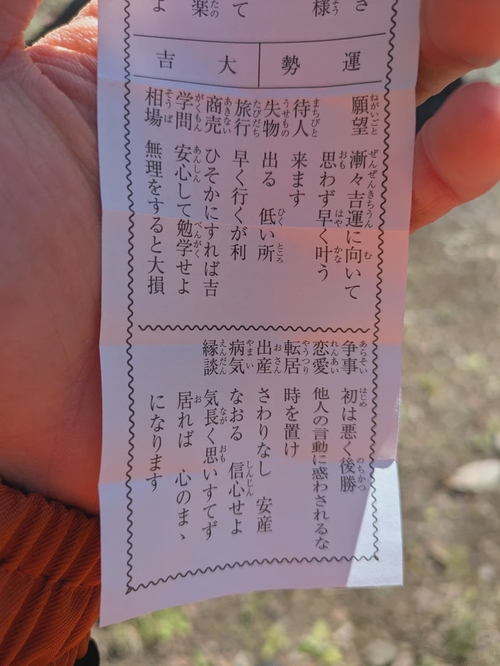 さ
様
て
楽
よ
運勢 大吉
願望 漸々吉運に向いて
思わず早く叶う
待人 来ます
失物 出る 低い所
旅行 早く行くが利
商売 ひそかにすれば吉
学問 安心して勉学せよ
相場 無理をすると大損
争事 初は悪く後勝
恋愛 他人の言動に惑わされるな
転居 時を置け
出産 さわりなし 安産
病気 なおる 信心せよ
縁談 気長く思いすてず
居れば 心のまゝ
になります